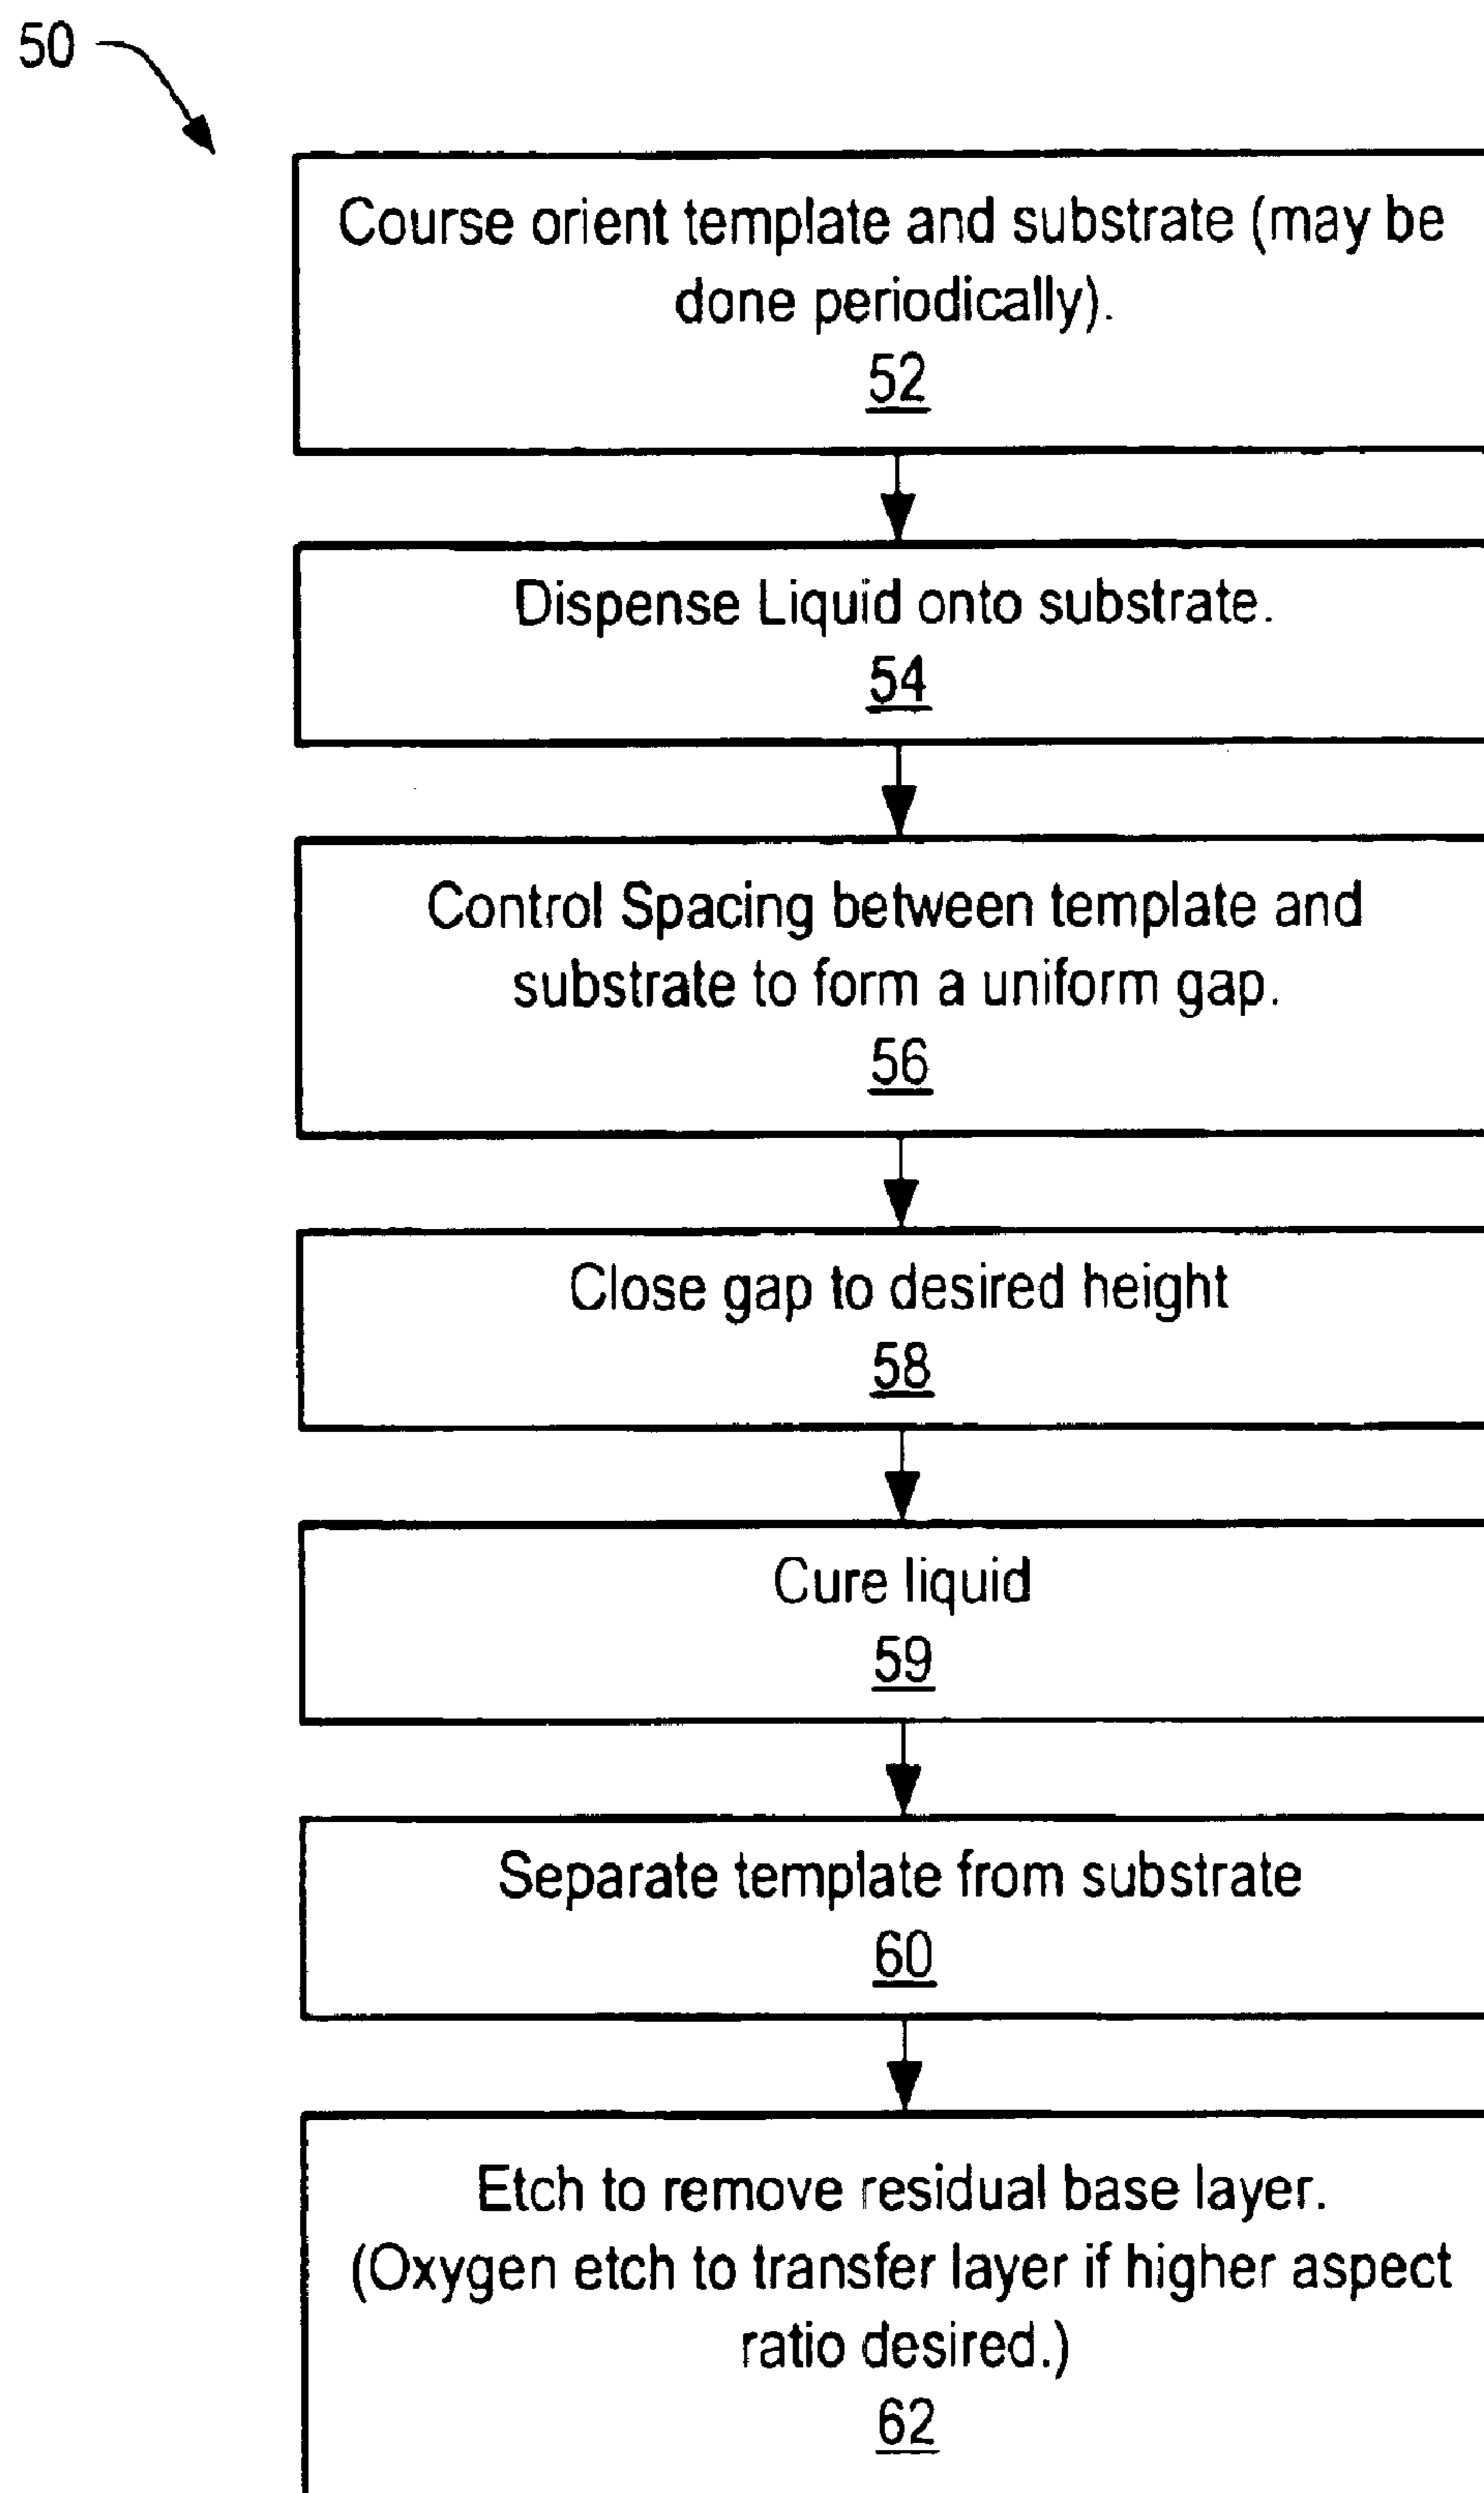 50
Course orient template and substrate (may be
done periodically).
52
Dispense Liquid onto substrate.
54
Control Spacing between template and
substrate to form a uniform gap.
56
Close gap to desired height
58
Cure liquid
59
Separate template from substrate
60
Etch to remove residual base layer.
(Oxygen etch to transfer layer if higher aspect
ratio desired.)
62